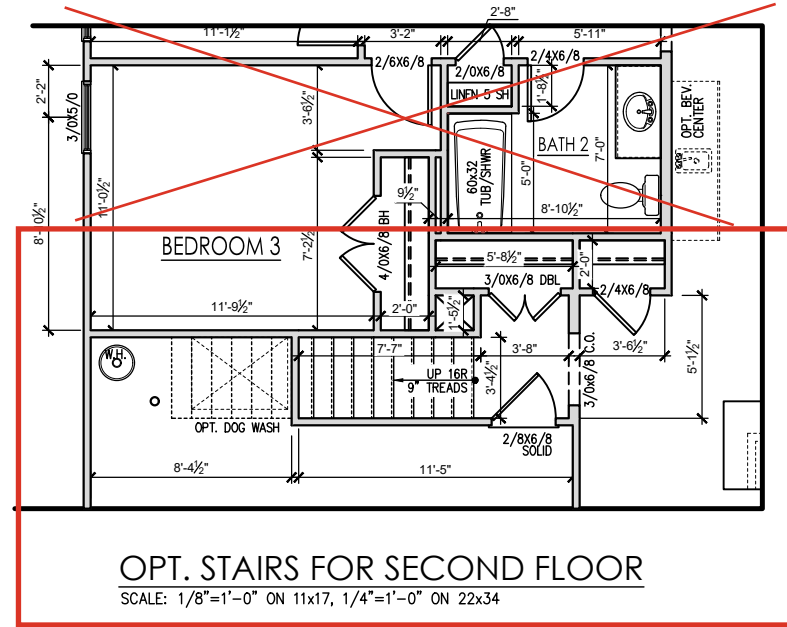 2'-8"
11'-1½"
3'-2"
5'-11"
2/6X6/8
2/0X6/8
2/4X6/8
2'-2"
3/0X5/0
3'-6½"
LINEN 5 SH
1'-8½"
OPT. BEV.
CENTER
BATH 2
60x32
TUB/SHWR
5'-0"
7'-0"
11'-0½"
8'-10½"
9½"
8'-10½"
BEDROOM 3
7'-2½"
4/0X6/8 BH
5'-8½"
2'-0"
3/0X6/8 DBL
2/4X6/8
11'-9½"
2'-0"
1'-5½"
3'-6½"
5'-1½"
W.H.
7'-7"
3'-8"
3/0x6/8 C.O.
UP 16R
9" TREADS
3'-4½"
OPT. DOG WASH
2/8X6/8
SOLID
8'-4½"
11'-5"
OPT. STAIRS FOR SECOND FLOOR
SCALE: 1/8"=1'-0" ON 11x17, 1/4"=1'-0" ON 22x34